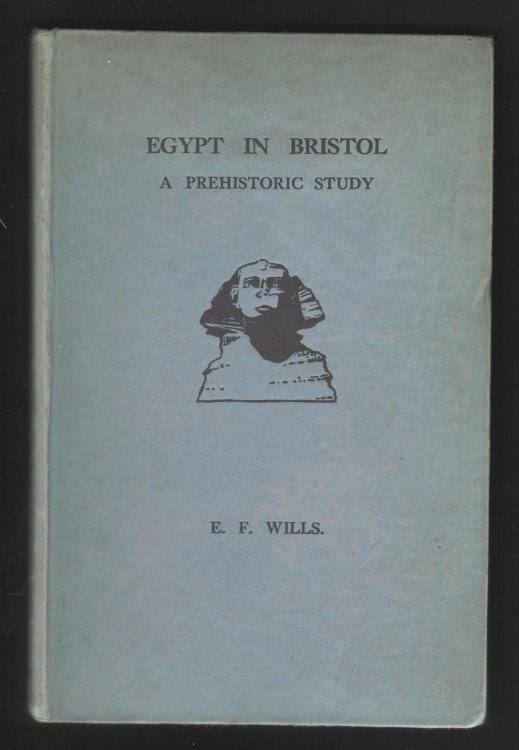 EGYPT IN BRISTOL
A PREHISTORIC STUDY
E. F. WILLS.